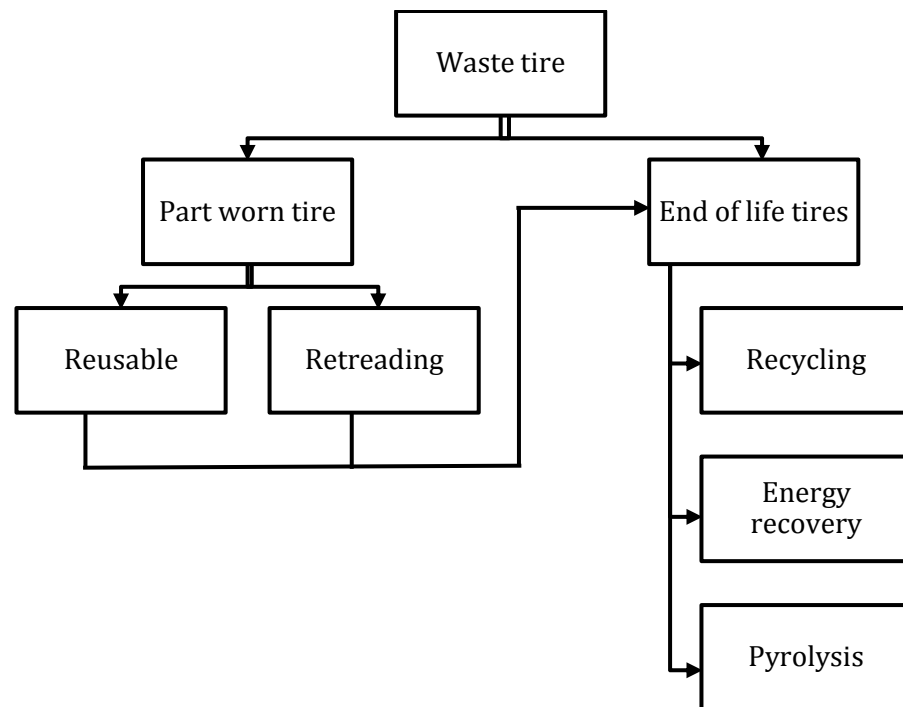 Waste tire
Part worn tire
End of life tires
Reusable
Retreading
Recycling
Energy
recovery
Pyrolysis